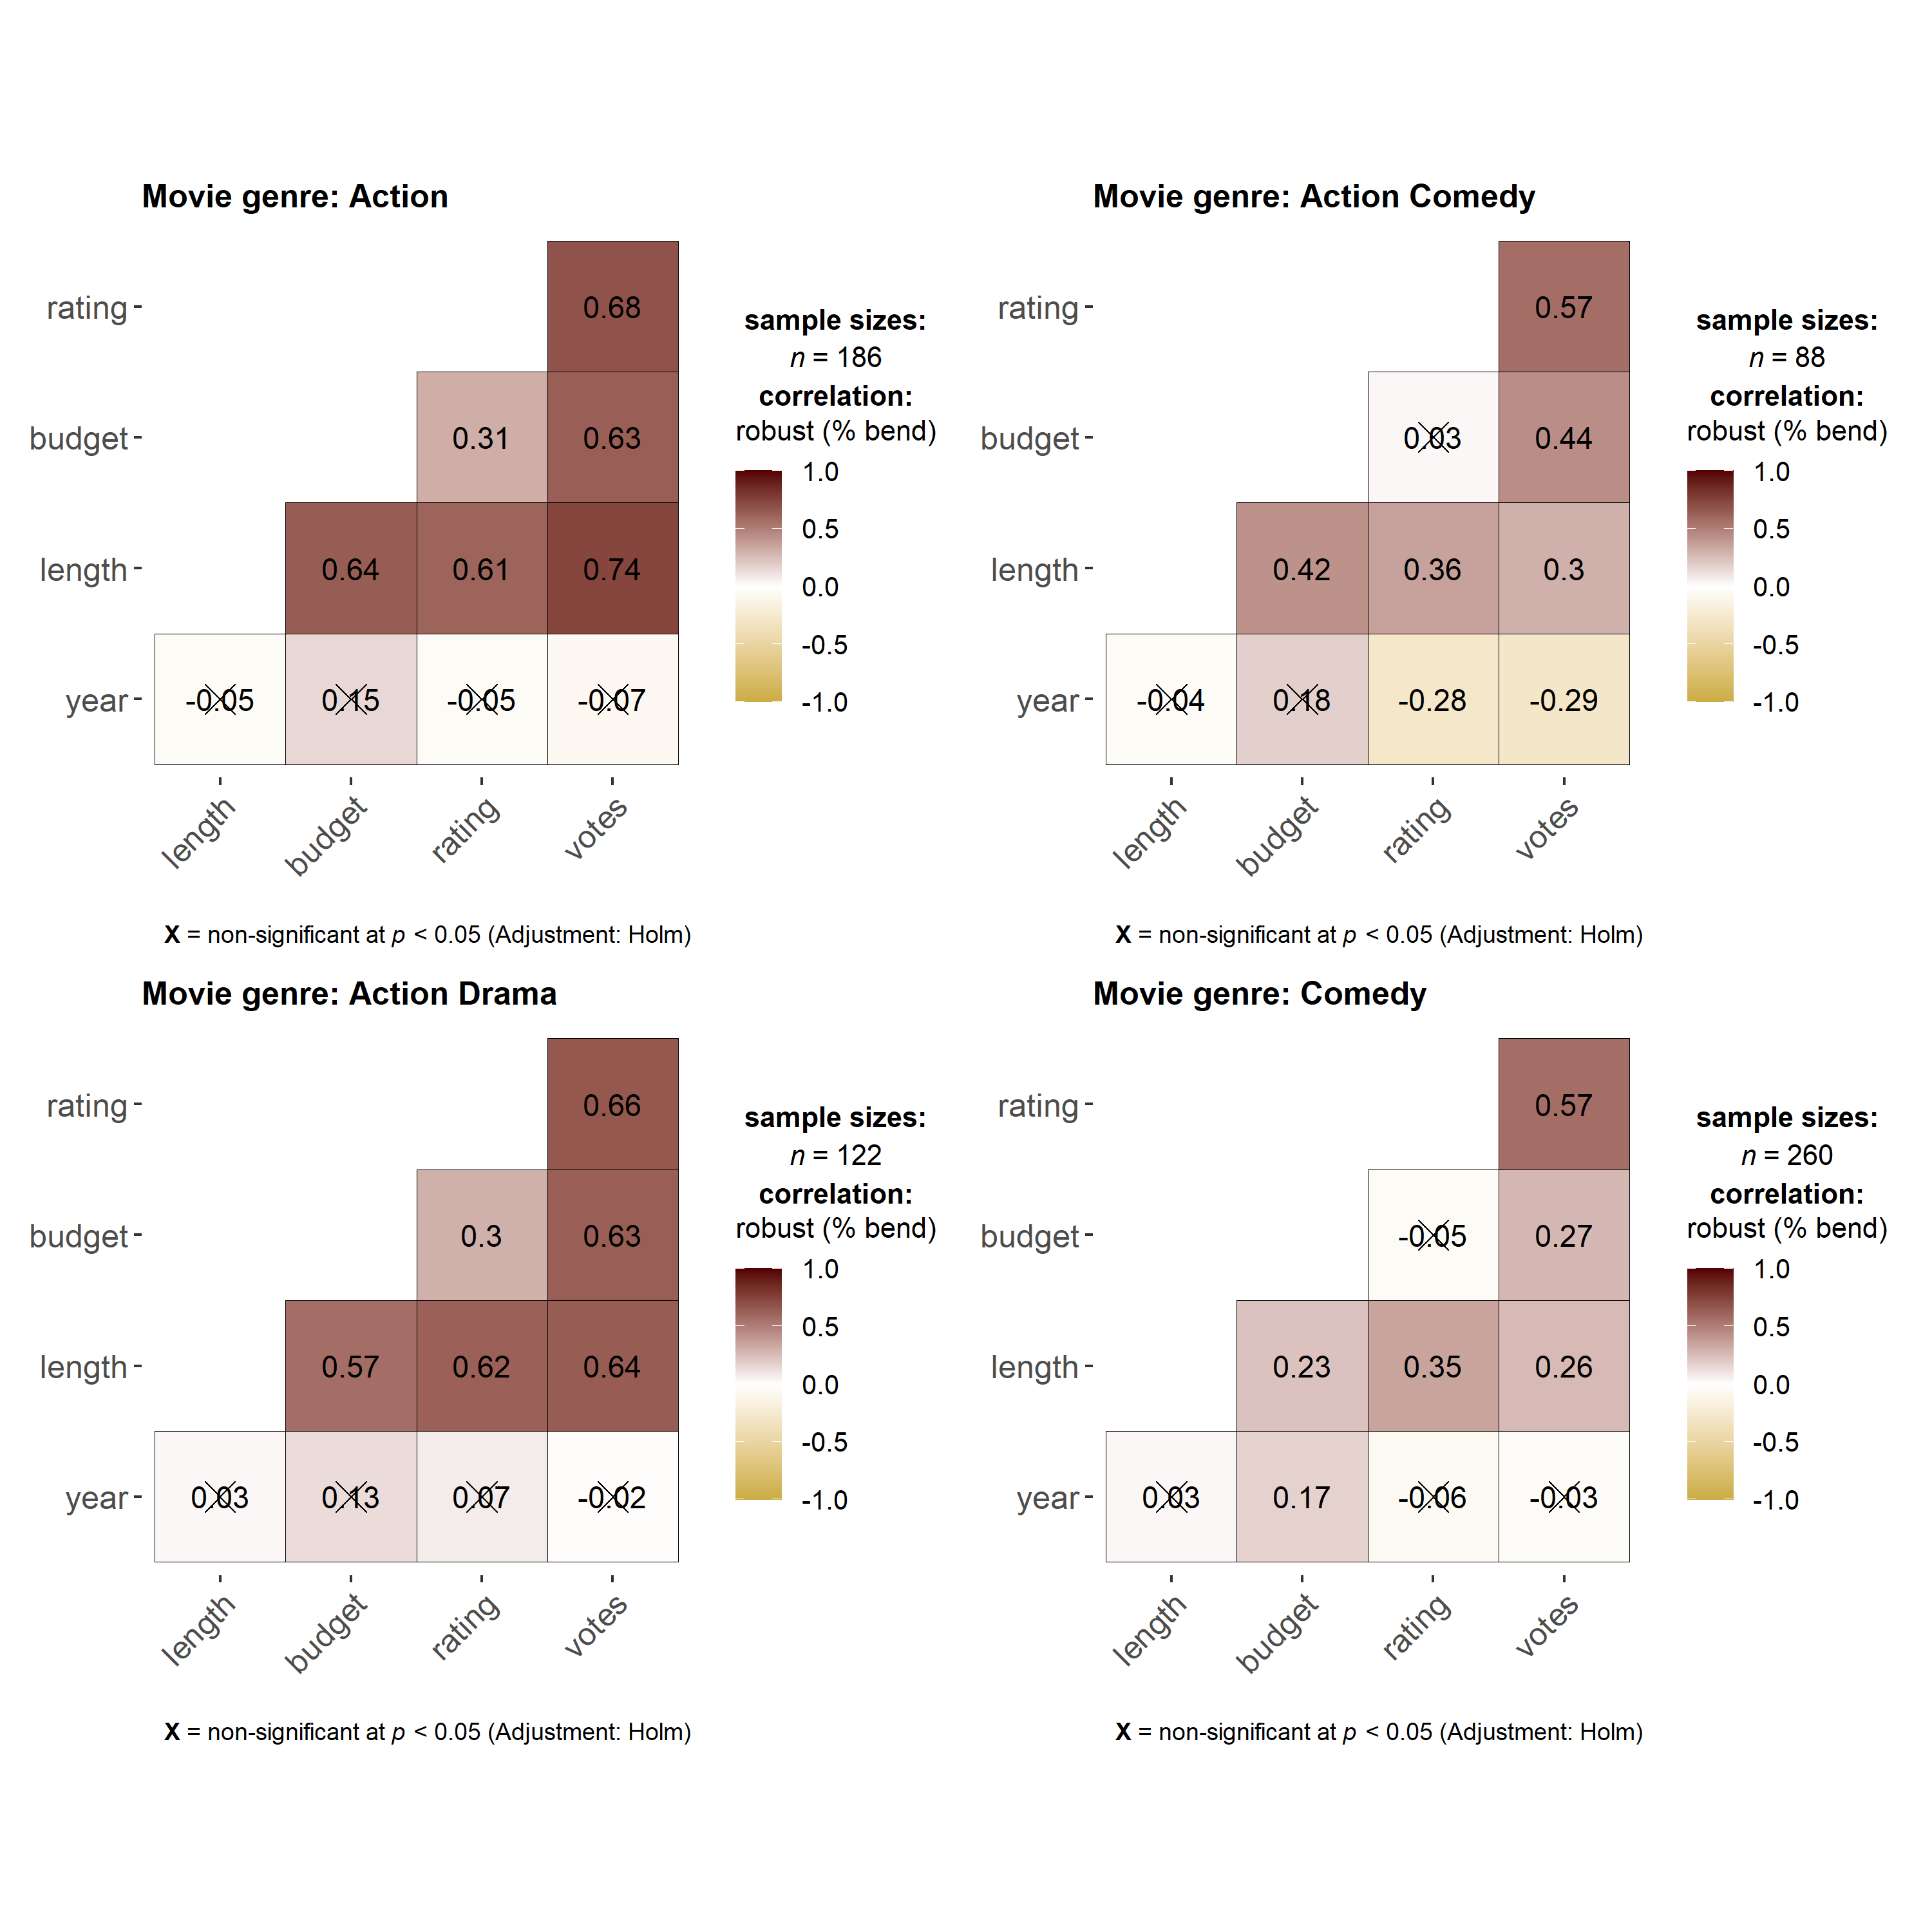 Movie genre: Action
rating
0.68
budget
0.31 0.63
length
0.64 0.61 0.74
year
-0.05 0.15 -0.05 -0.07
length budget rating votes
sample sizes:
n = 186
correlation:
robust (% bend)
1.0
0.5
0.0
-0.5
-1.0
X = non-significant at p < 0.05 (Adjustment: Holm)
Movie genre: Action Comedy
rating
0.57
budget
0.03 0.44
length
0.42 0.36 0.3
year
-0.04 0.18 -0.28 -0.29
length budget rating votes
sample sizes:
n = 88
correlation:
robust (% bend)
1.0
0.5
0.0
-0.5
-1.0
X = non-significant at p < 0.05 (Adjustment: Holm)
Movie genre: Action Drama
rating
0.66
budget
0.3 0.63
length
0.57 0.62 0.64
year
0.03 0.13 0.07 -0.02
length budget rating votes
sample sizes:
n = 122
correlation:
robust (% bend)
1.0
0.5
0.0
-0.5
-1.0
X = non-significant at p < 0.05 (Adjustment: Holm)
Movie genre: Comedy
rating
0.57
budget
-0.05 0.27
length
0.23 0.35 0.26
year
0.03 0.17 -0.06 -0.03
length budget rating votes
sample sizes:
n = 260
correlation:
robust (% bend)
1.0
0.5
0.0
-0.5
-1.0
X = non-significant at p < 0.05 (Adjustment: Holm)